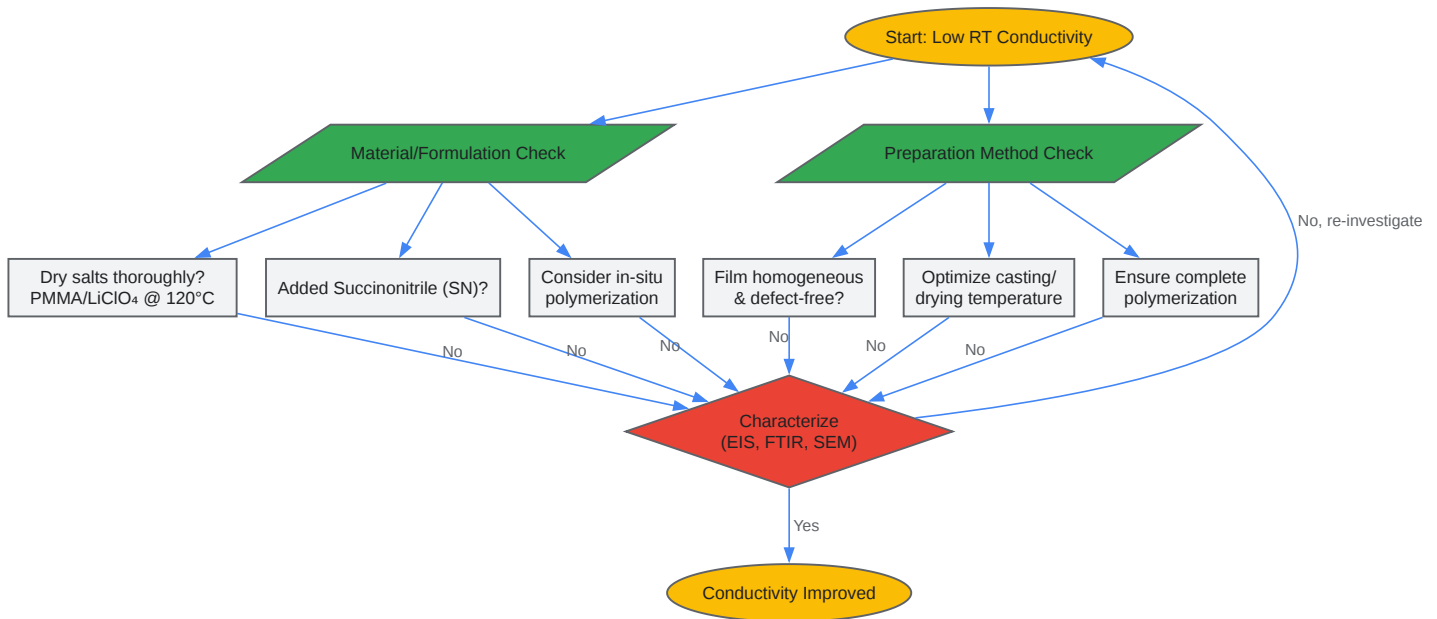 Start: Low RT Conductivity
Material/Formulation Check
Preparation Method Check
No, re-investigate
Dry salts thoroughly?
PMMA/LiClO₄ @ 120°C
Added Succinonitrile (SN)?
Consider in-situ
polymerization
Film homogeneous
& defect-free?
Optimize casting/
drying temperature
Ensure complete
polymerization
No
No
No
No
No
No
Characterize
(EIS, FTIR, SEM)
Yes
Conductivity Improved